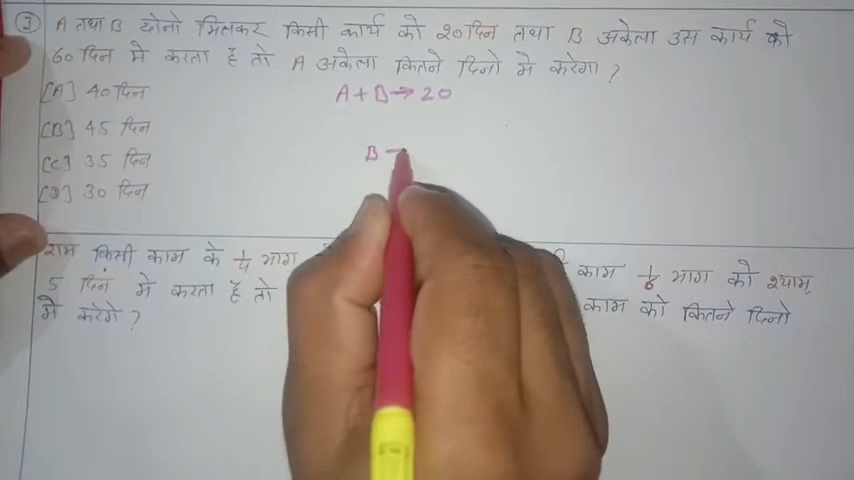 ③ A तथा B दोनो मिलकर किसी कार्य को 20 दिन तथा B अकेला उस कार्य को
60 दिन मे करता है तो A अकेला कितने दिनो मे करेगा ?
[A] 40 दिन
A + B → 20
[B] 45 दिन
B →
[C] 35 दिन
[D] 30 दिन
राम किसी काम के 1/4 भाग काम 1/6 भाग को श्याम,
5 दिन मे करता है तो काम को कितने दिनो
मे करेगे ?